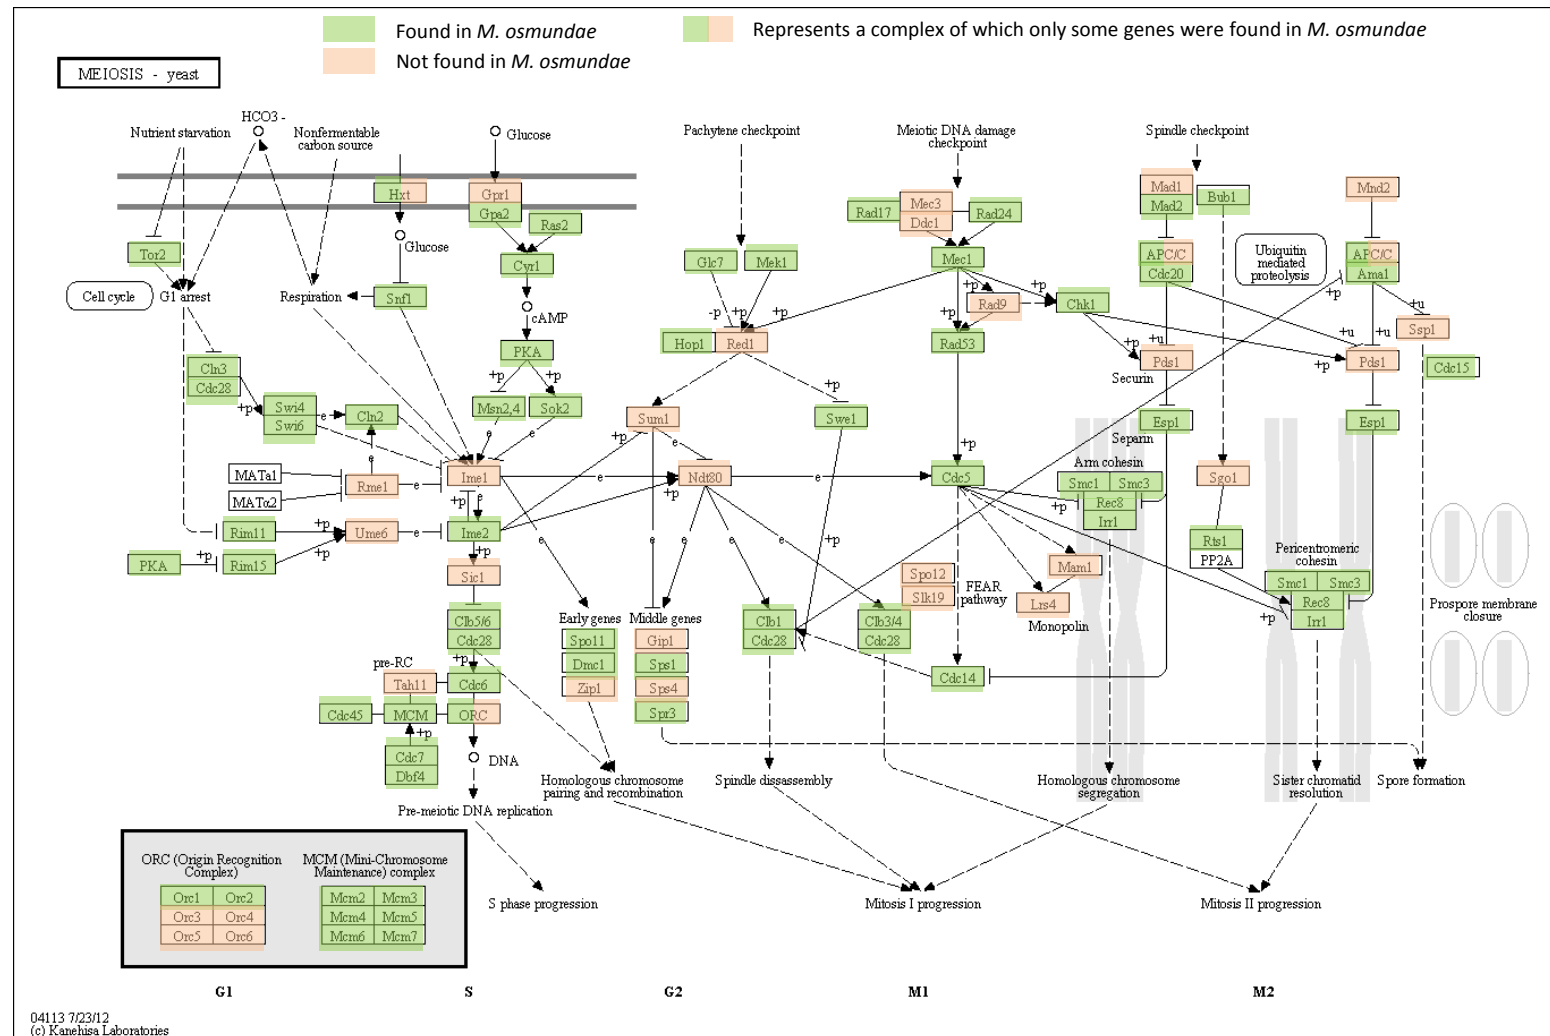 Found in M. osmundae
Represents a complex of which only some genes were found in M. osmundae
Not found in M. osmundae
MEIOSIS - yeast
HCO3 -
Nutrient starvation
Nonfermentable
carbon source
Glucose
Pachytene checkpoint
Meiotic DNA damage
checkpoint
Spindle checkpoint
Hxt
Gpr1
Gpa2
Ras2
Glucose
Tor2
Cyr1
Cell cycle
G1 arrest
Respiration
Snf1
cAMP
PKA
+p
+p
Msn2,4
Sok2
e
e
Cln3
Cdc28
+p
Swi4
Swi6
e
Cln2
e
MATa1
MATα2
Rme1
e
Ime1
+p
e
Rim11
+p
Ume6
e
Ime2
PKA
+p
Rim15
+p
+p
Sic1
Clb5/6
Cdc28
+p
pre-RC
Tah11
Cdc6
Cdc45
MCM
ORC
+p
Cdc7
Dbf4
DNA
Pre-meiotic DNA replication
S phase progression
Glc7
Mek1
-p
+p
+p
Hop1
Red1
+p
Sum1
Swe1
+p
e
e
Ndt80
+p
e
e
e
e
e
+p
Early genes
Spo11
Dmc1
Zip1
Middle genes
Gip1
Sps1
Sps4
Spr3
Clb1
Cdc28
Clb3/4
Cdc28
Homologous chromosome
pairing and recombination
Spindle dissassembly
Rad17
Mec3
Ddc1
Rad24
Mec1
+p
+p
+p
Rad9
Chk1
Rad53
+p
+p
Cdc5
e
+p
Spo12
Slk19
FEAR
pathway
Mam1
Lrs4
Monopolin
Cdc14
Arm cohesin
Smc1
Smc3
Rec8
Irr1
Homologous chromosome
segregation
Mad1
Mad2
Bub1
Mnd2
APC/C
Cdc20
Ubiquitin
mediated
proteolysis
APC/C
Ama1
+p
+u
+u
+u
+u
Ssp1
Pds1
Securin
Pds1
+p
Cdc15
Esp1
Separin
Esp1
Sgo1
Rts1
PP2A
Pericentromeric
cohesin
Smc1
Smc3
Rec8
Irr1
+p
Prospore membrane
closure
Sister chromatid
resolution
Spore formation
Mitosis I progression
Mitosis II progression
ORC (Origin Recognition
Complex)
MCM (Mini-Chromosome
Maintenance) complex
Orc1
Orc2
Orc3
Orc4
Orc5
Orc6
Mcm2
Mcm3
Mcm4
Mcm5
Mcm6
Mcm7
G1
S
G2
M1
M2
04113 7/23/12
(c) Kanehisa Laboratories